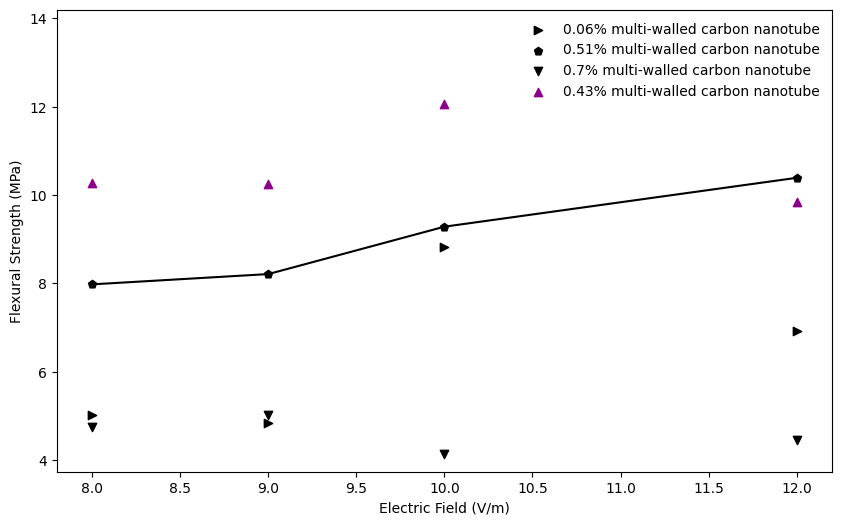 14
12
10
8
6
4
Flexural Strength (MPa)
0.06% multi-walled carbon nanotube
0.51% multi-walled carbon nanotube
0.7% multi-walled carbon nanotube
0.43% multi-walled carbon nanotube
8.0 8.5 9.0 9.5 10.0 10.5 11.0 11.5 12.0
Electric Field (V/m)